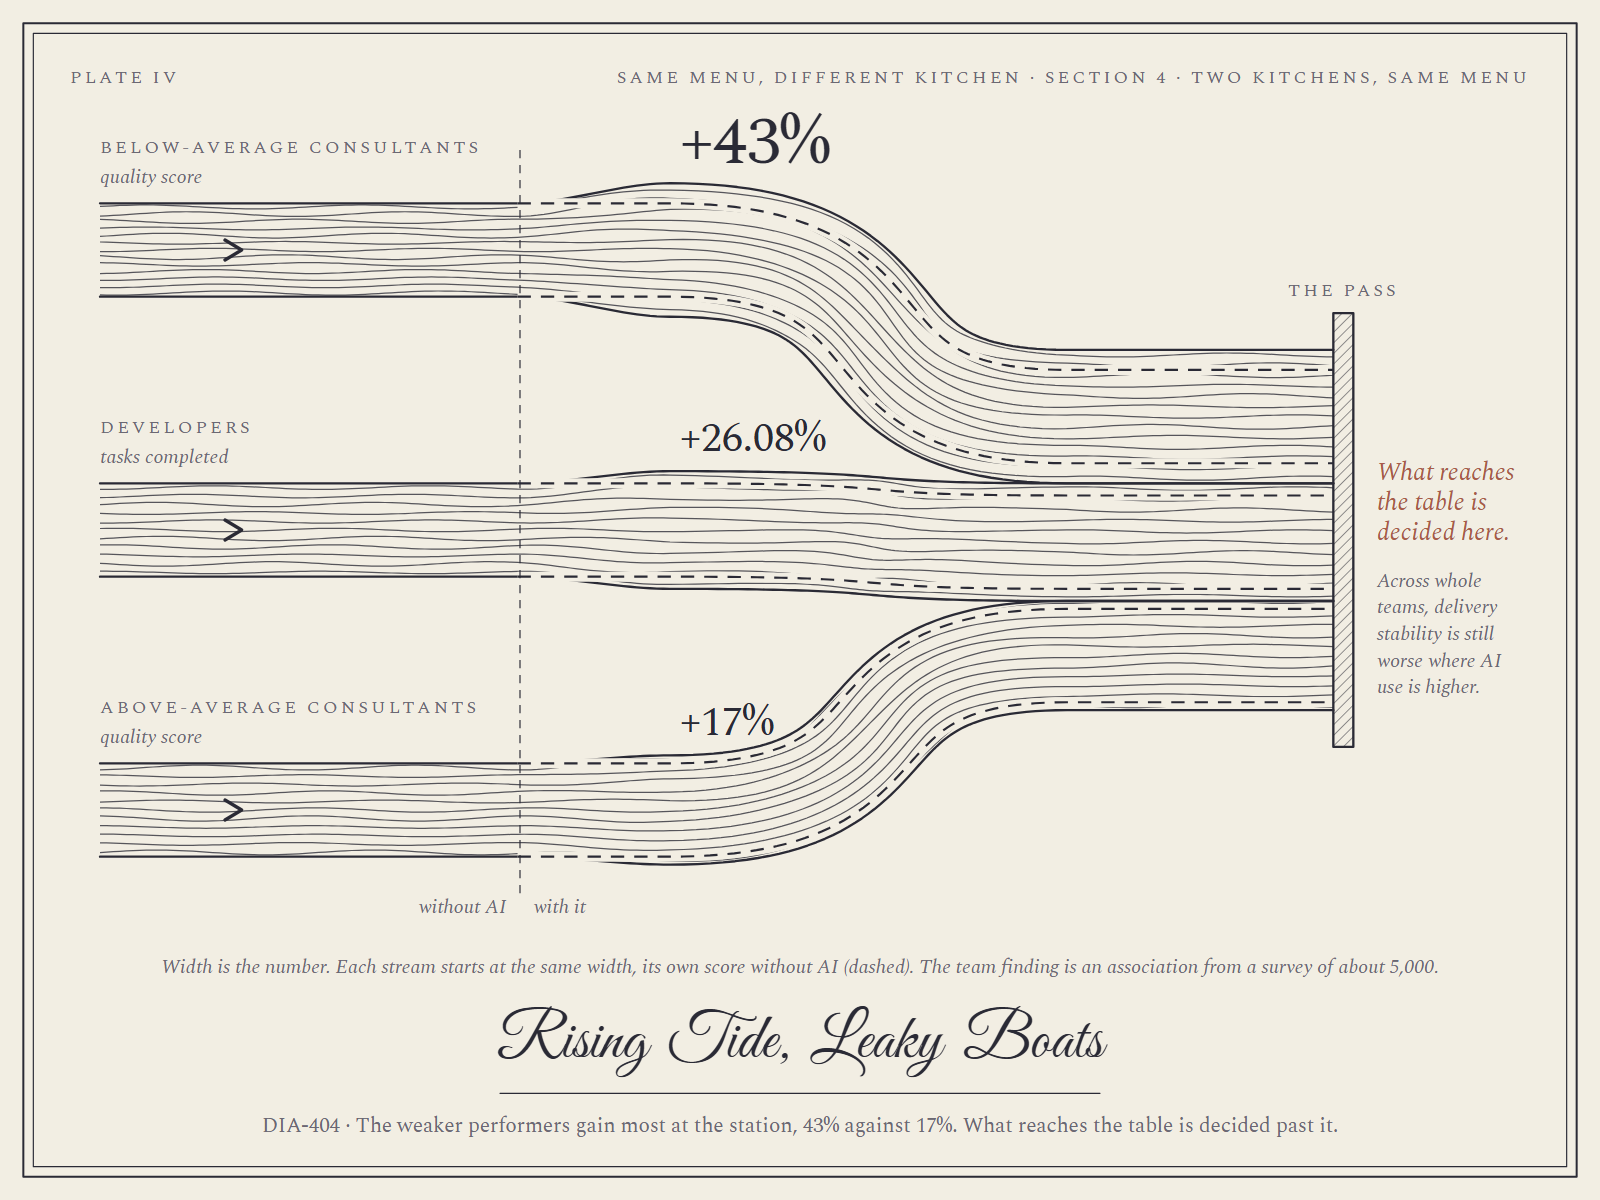 PLATE IV
SAME MENU, DIFFERENT KITCHEN · SECTION 4 · TWO KITCHENS, SAME MENU
+43%
BELOW-AVERAGE CONSULTANTS
quality score
THE PASS
DEVELOPERS
tasks completed
+26.08%
What reaches
the table is
decided here.
Across whole
teams, delivery
stability is still
worse where AI
use is higher.
ABOVE-AVERAGE CONSULTANTS
quality score
+17%
without AI
with it
Width is the number. Each stream starts at the same width, its own score without AI (dashed). The team finding is an association from a survey of about 5,000.
Rising Tide, Leaky Boats
DIA-404 · The weaker performers gain most at the station, 43% against 17%. What reaches the table is decided past it.